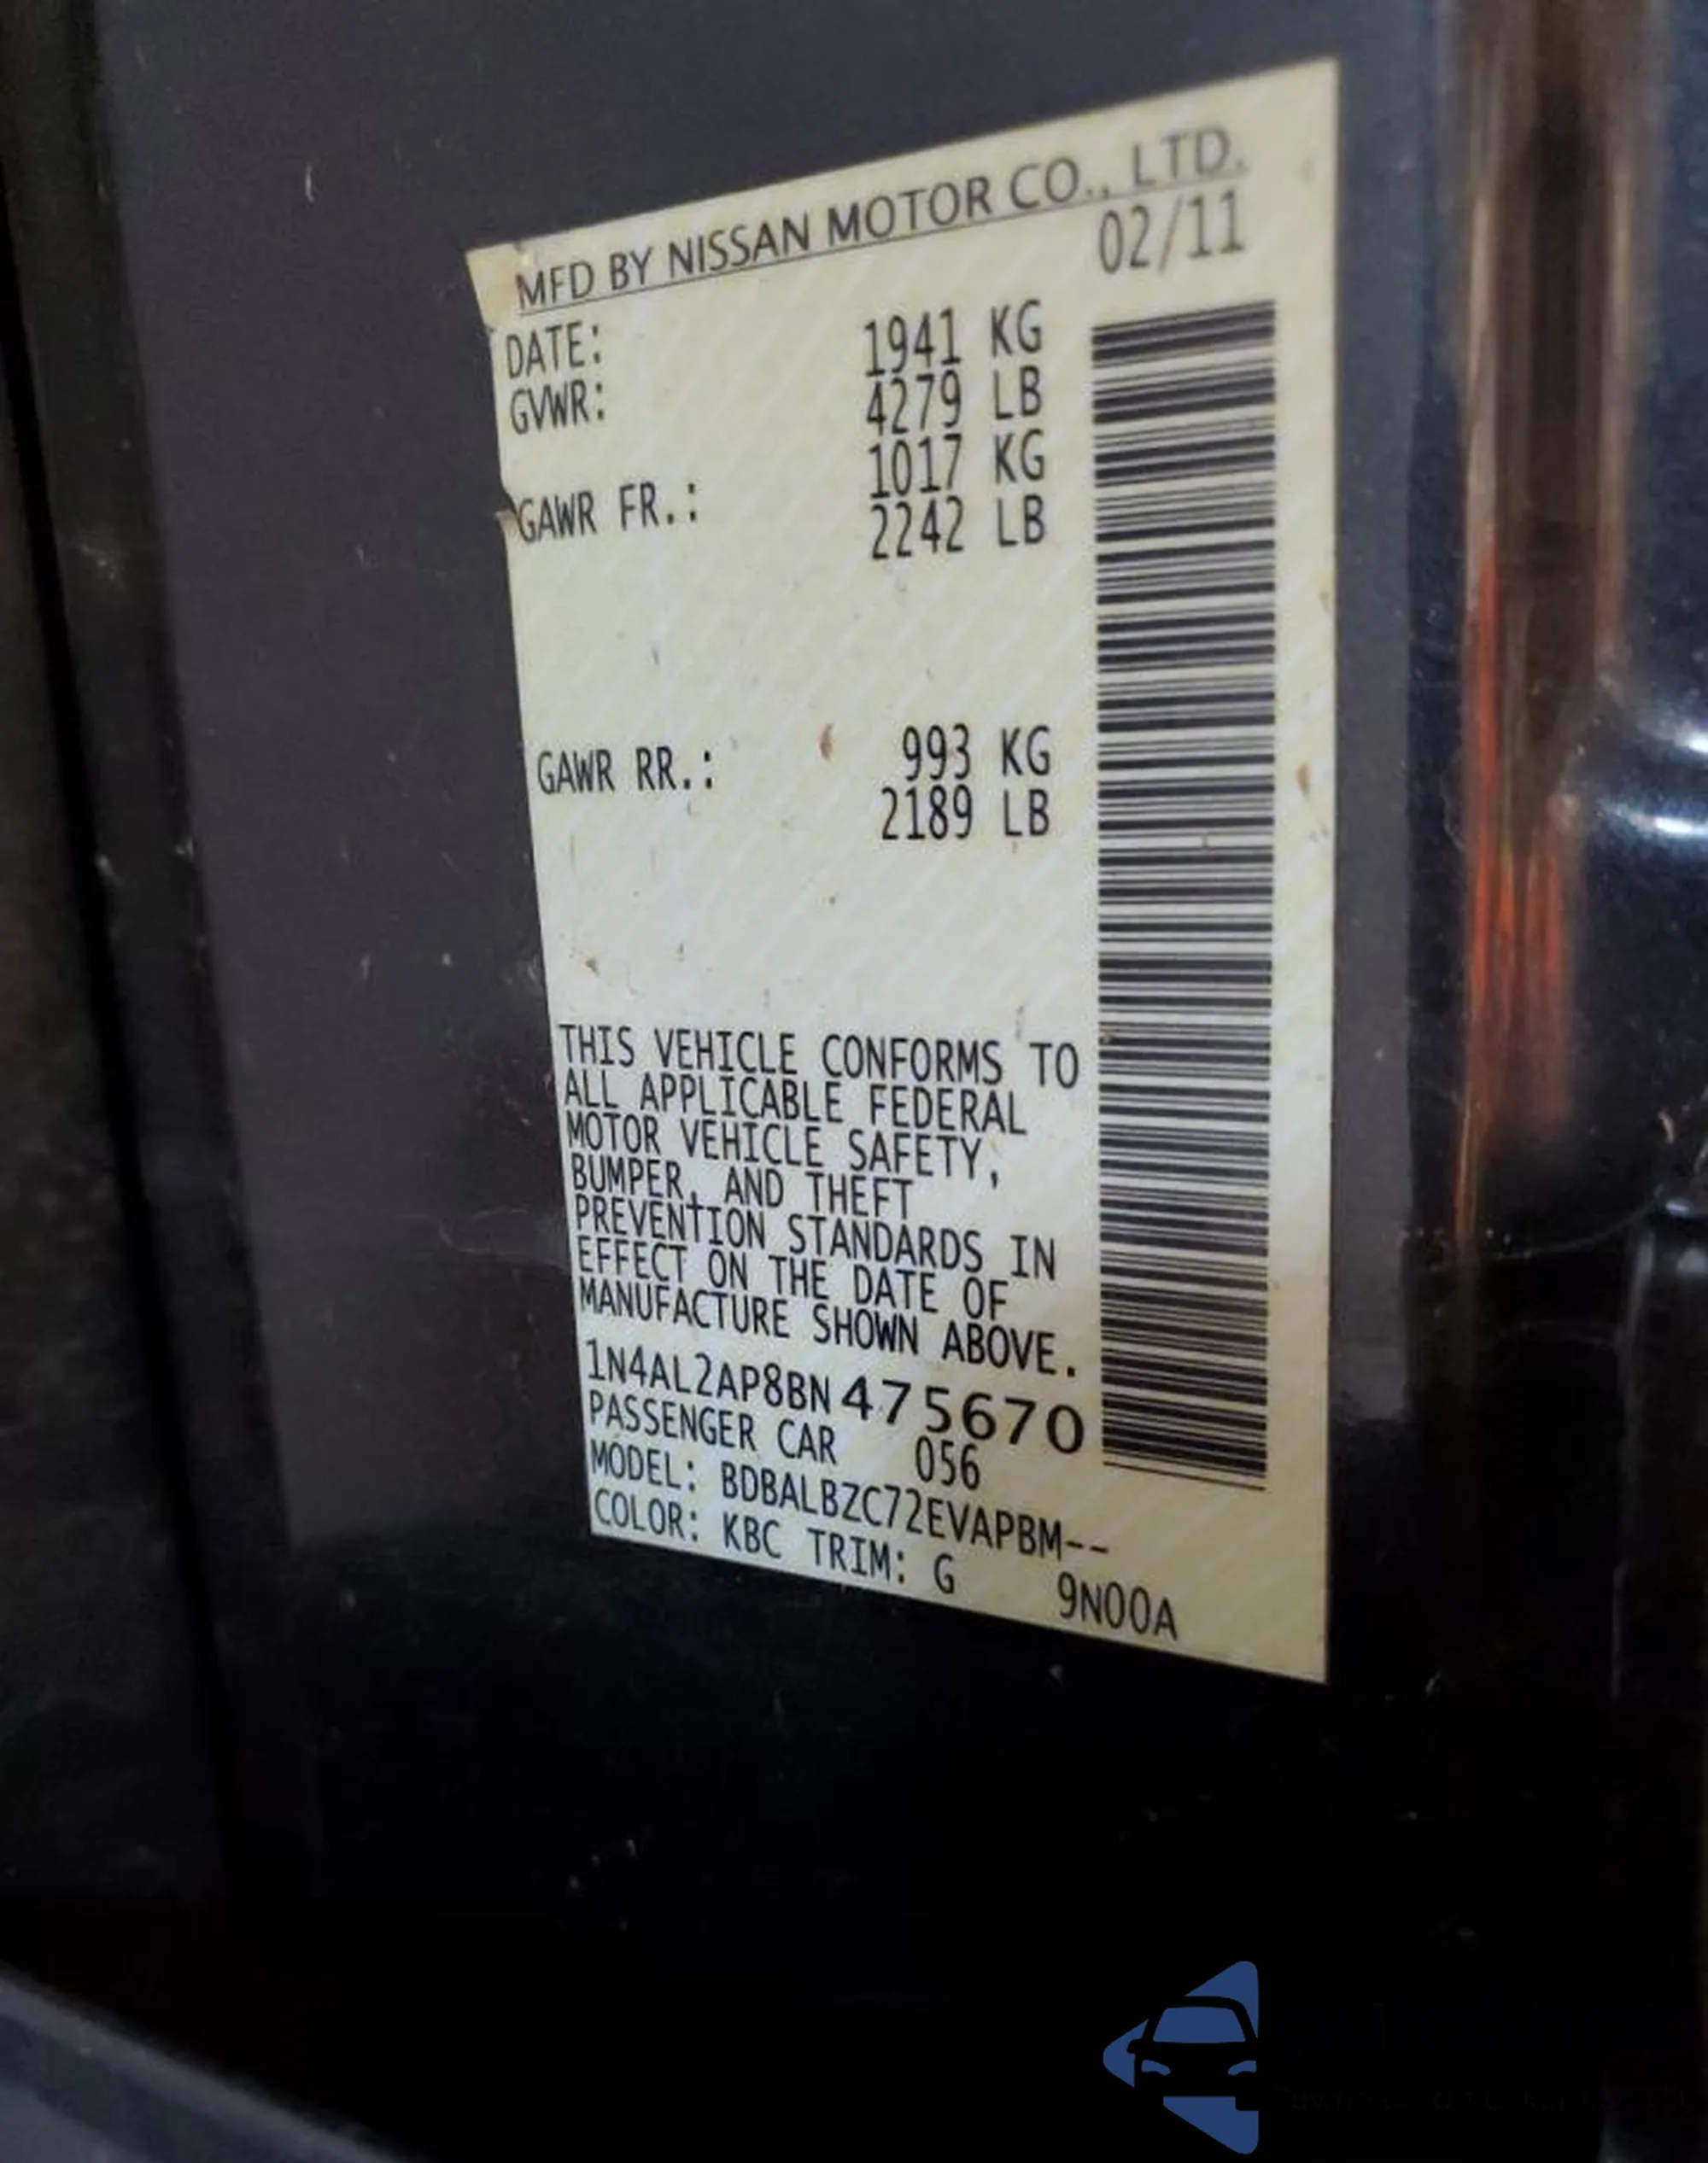 MFD BY NISSAN MOTOR CO., LTD.
DATE: 02/11
GVWR: 1941 KG
4279 LB
GAWR FR.: 1017 KG
2242 LB
GAWR RR.: 993 KG
2189 LB
THIS VEHICLE CONFORMS TO
ALL APPLICABLE FEDERAL
MOTOR VEHICLE SAFETY,
BUMPER, AND THEFT
PREVENTION STANDARDS IN
EFFECT ON THE DATE OF
MANUFACTURE SHOWN ABOVE.
1N4AL2AP8BN475670
PASSENGER CAR 056
MODEL: BDBALBZC72EVAPBM--
COLOR: KBC TRIM: G 9N00A